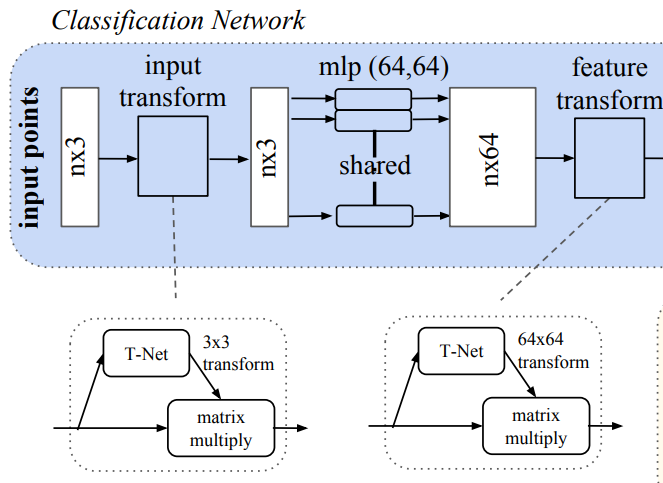 Classification Network
input points
nx3
input
transform
nx3
mlp (64,64)
shared
nx64
feature
transform
T-Net
3x3
transform
matrix
multiply
T-Net
64x64
transform
matrix
multiply